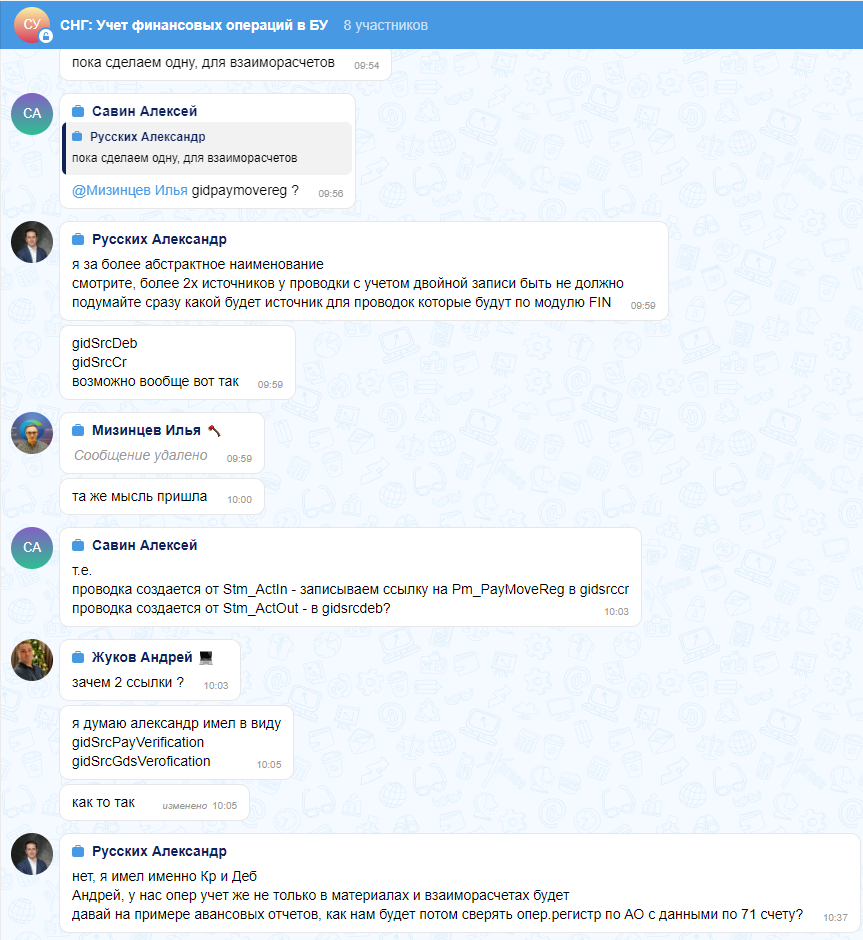 СУ
СНГ: Учет финансовых операций в БУ 8 участников
пока сделаем одну, для взаиморасчетов 09:54
СА
Савин Алексей
Русских Александр
пока сделаем одну, для взаиморасчетов
@Мизинцев Илья gidpaymovereg ? 09:56
Русских Александр
я за более абстрактное наименование
смотрите, более 2х источников у проводки с учетом двойной записи быть не должно
подумайте сразу какой будет источник для проводок которые будут по модулю FIN 09:59
gidSrcDeb
gidSrcCr
возможно вообще вот так 09:59
Мизинцев Илья
Сообщение удалено 09:59
та же мысль пришла 10:00
СА
Савин Алексей
т.е.
проводка создается от Stm_ActIn - записываем ссылку на Pm_PayMoveReg в gidsrccr
проводка создается от Stm_ActOut - в gidsrcdeb? 10:03
Жуков Андрей
зачем 2 ссылки ? 10:03
я думаю александр имел в виду
gidSrcPayVerification
gidSrcGdsVerofication 10:05
как то так изменено 10:05
Русских Александр
нет, я имел именно Кр и Деб
Андрей, у нас опер учет же не только в материалах и взаиморасчетах будет
давай на примере авансовых отчетов, как нам будет потом сверять опер.регистр по АО с данными по 71 счету? 10:37